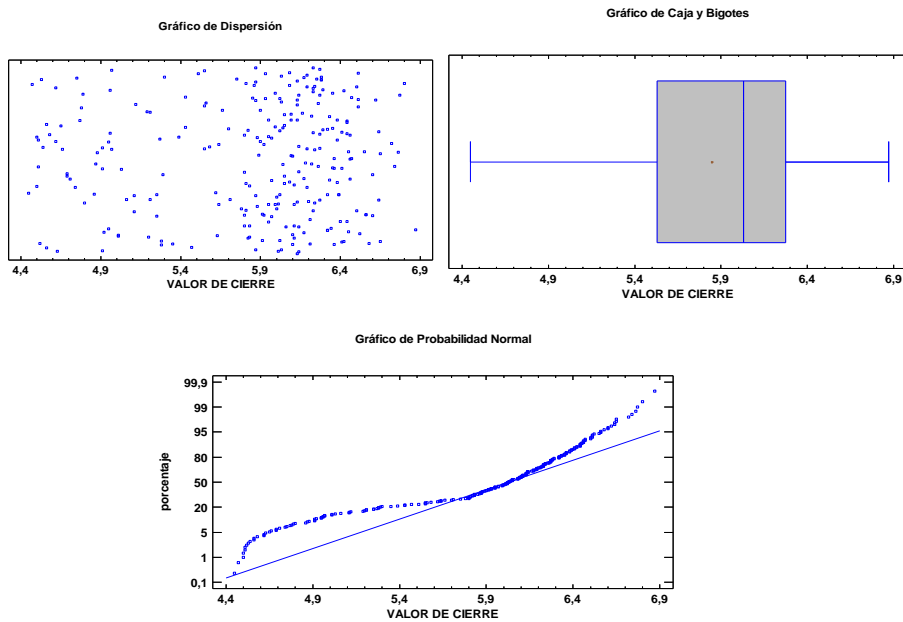 Gráfico de Dispersión
4,4 4,9 5,4 5,9 6,4 6,9
VALOR DE CIERRE
Gráfico de Caja y Bigotes
4,4 4,9 5,4 5,9 6,4 6,9
VALOR DE CIERRE
Gráfico de Probabilidad Normal
porcentaje
99,9
99
95
80
50
20
5
1
0,1
4,4 4,9 5,4 5,9 6,4 6,9
VALOR DE CIERRE